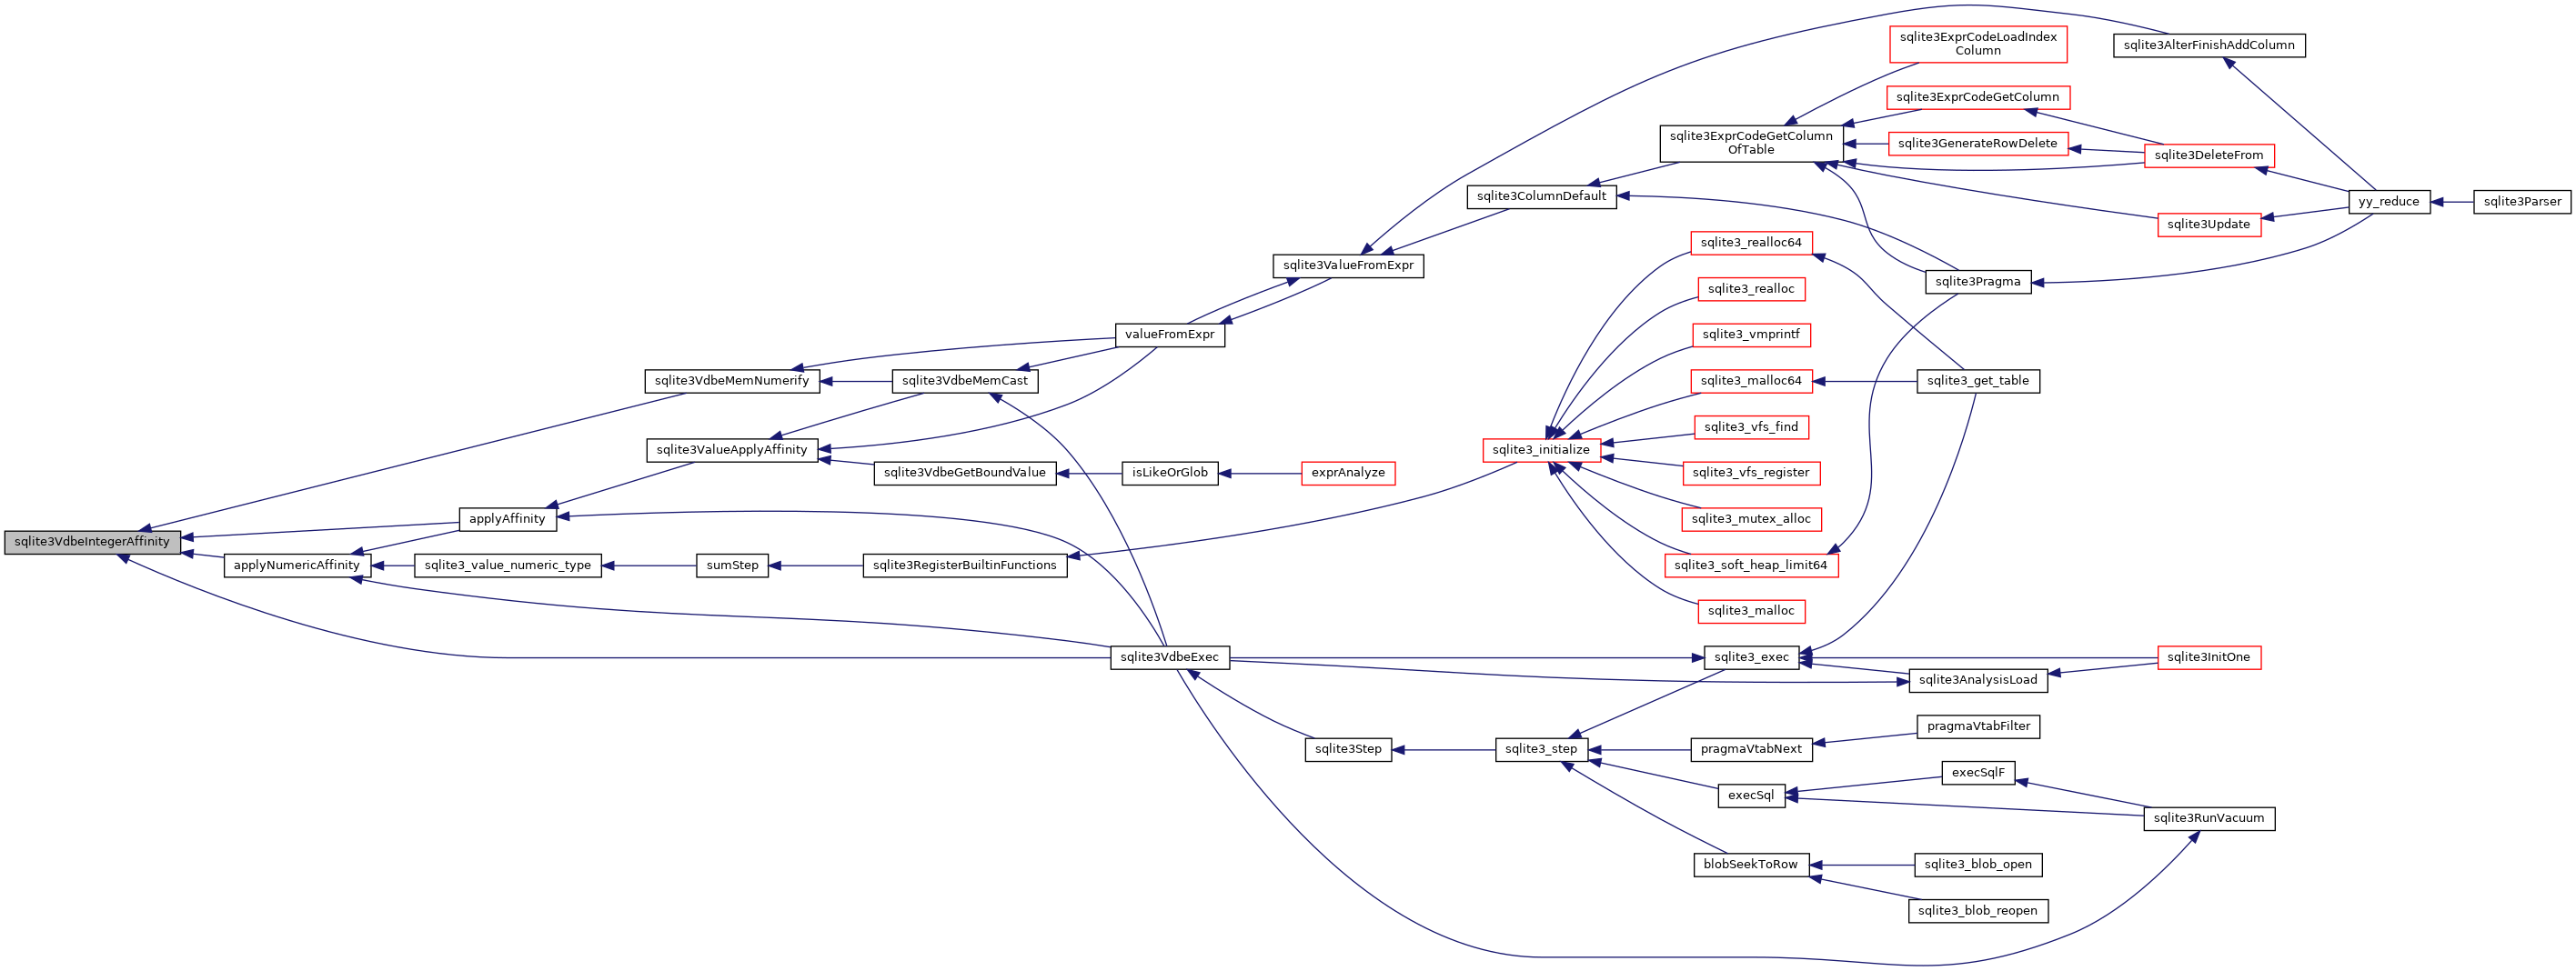 sqlite3ExprCodeLoadIndex
Column
sqlite3AlterFinishAddColumn
sqlite3ExprCodeGetColumn
sqlite3ExprCodeGetColumn
OfTable
sqlite3GenerateRowDelete
sqlite3DeleteFrom
sqlite3ColumnDefault
yy_reduce
sqlite3Parser
sqlite3Update
sqlite3_realloc64
sqlite3ValueFromExpr
sqlite3Pragma
sqlite3_realloc
valueFromExpr
sqlite3_vmprintf
sqlite3VdbeMemNumerify
sqlite3VdbeMemCast
sqlite3_malloc64
sqlite3_get_table
sqlite3_vfs_find
sqlite3ValueApplyAffinity
sqlite3_initialize
sqlite3VdbeGetBoundValue
isLikeOrGlob
exprAnalyze
sqlite3_vfs_register
applyAffinity
sqlite3_mutex_alloc
sqlite3VdbeIntegerAffinity
applyNumericAffinity
sqlite3_value_numeric_type
sumStep
sqlite3RegisterBuiltinFunctions
sqlite3_soft_heap_limit64
sqlite3_malloc
sqlite3VdbeExec
sqlite3_exec
sqlite3InitOne
sqlite3AnalysisLoad
pragmaVtabFilter
sqlite3Step
sqlite3_step
pragmaVtabNext
execSqlF
execSql
sqlite3RunVacuum
blobSeekToRow
sqlite3_blob_open
sqlite3_blob_reopen